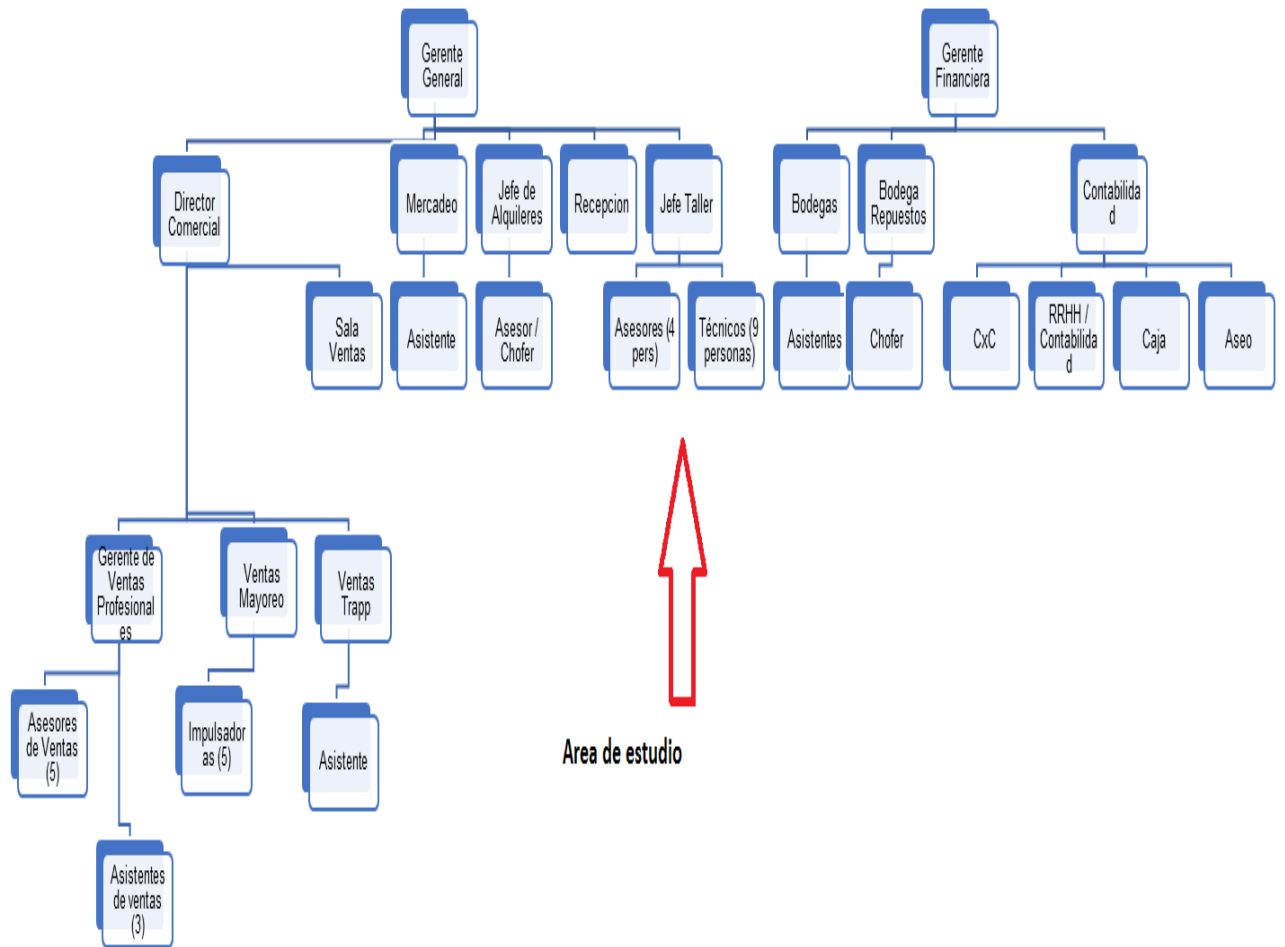 Gerente
General
Gerente
Financiera
Director
Comercial
Mercadeo
Jefe de
Alquileres
Recepcion
Jefe Taller
Bodegas
Bodega
Repuestos
Contabilida
d
Sala
Ventas
Asistente
Asesor /
Chofer
Asesores (4
pers)
Técnicos (9
personas)
Asistentes
Chofer
CxC
RRHH /
Contabilida
d
Caja
Aseo
Gerente de
Ventas
Profesional
es
Ventas
Mayoreo
Ventas
Trapp
Asesores
de Ventas
(5)
Impulsador
as (5)
Asistente
Area de estudio
Asistentes
de ventas
(3)